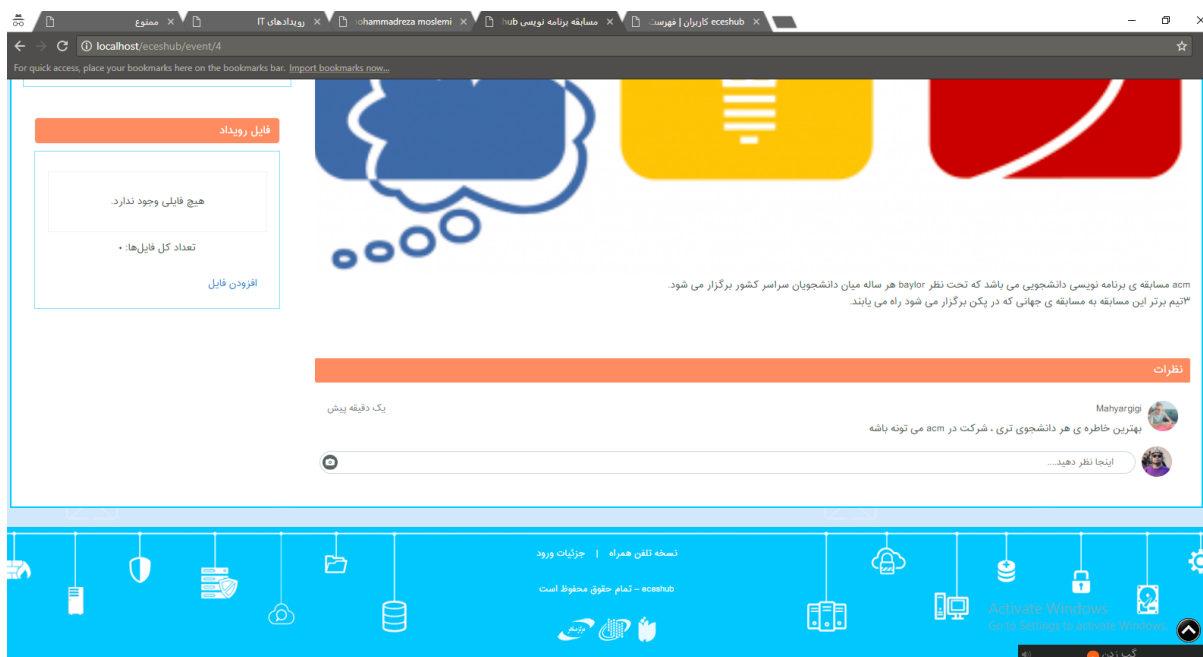 eceshub کاربران | فهرست
مسابقه برنامه نویسی hub
ohammadreza moslemi
رویدادهای IT
ممنوع
localhost/eceshub/event/4
For quick access, place your bookmarks here on the bookmarks bar. Import bookmarks now...
فایل رویداد
هیچ فایلی وجود ندارد.
تعداد کل فایل‌ها: ۰
افزودن فایل
acm مسابقه ی برنامه نویسی دانشجویی می باشد که تحت نظر baylor هر ساله میان دانشجویان سراسر کشور برگزار می شود.
۳تیم برتر این مسابقه به مسابقه ی جهانی که در پکن برگزار می شود راه می یابند.
نظرات
Mahyargigi
یک دقیقه پیش
بهترین خاطره ی هر دانشجوی تری ، شرکت در acm می تونه باشه
اینجا نظر دهید....
نسخه تلفن همراه | جزئیات ورود
eceshub – تمام حقوق محفوظ است
Activate Windows
Go to Settings to activate Windows.
گپ زدن